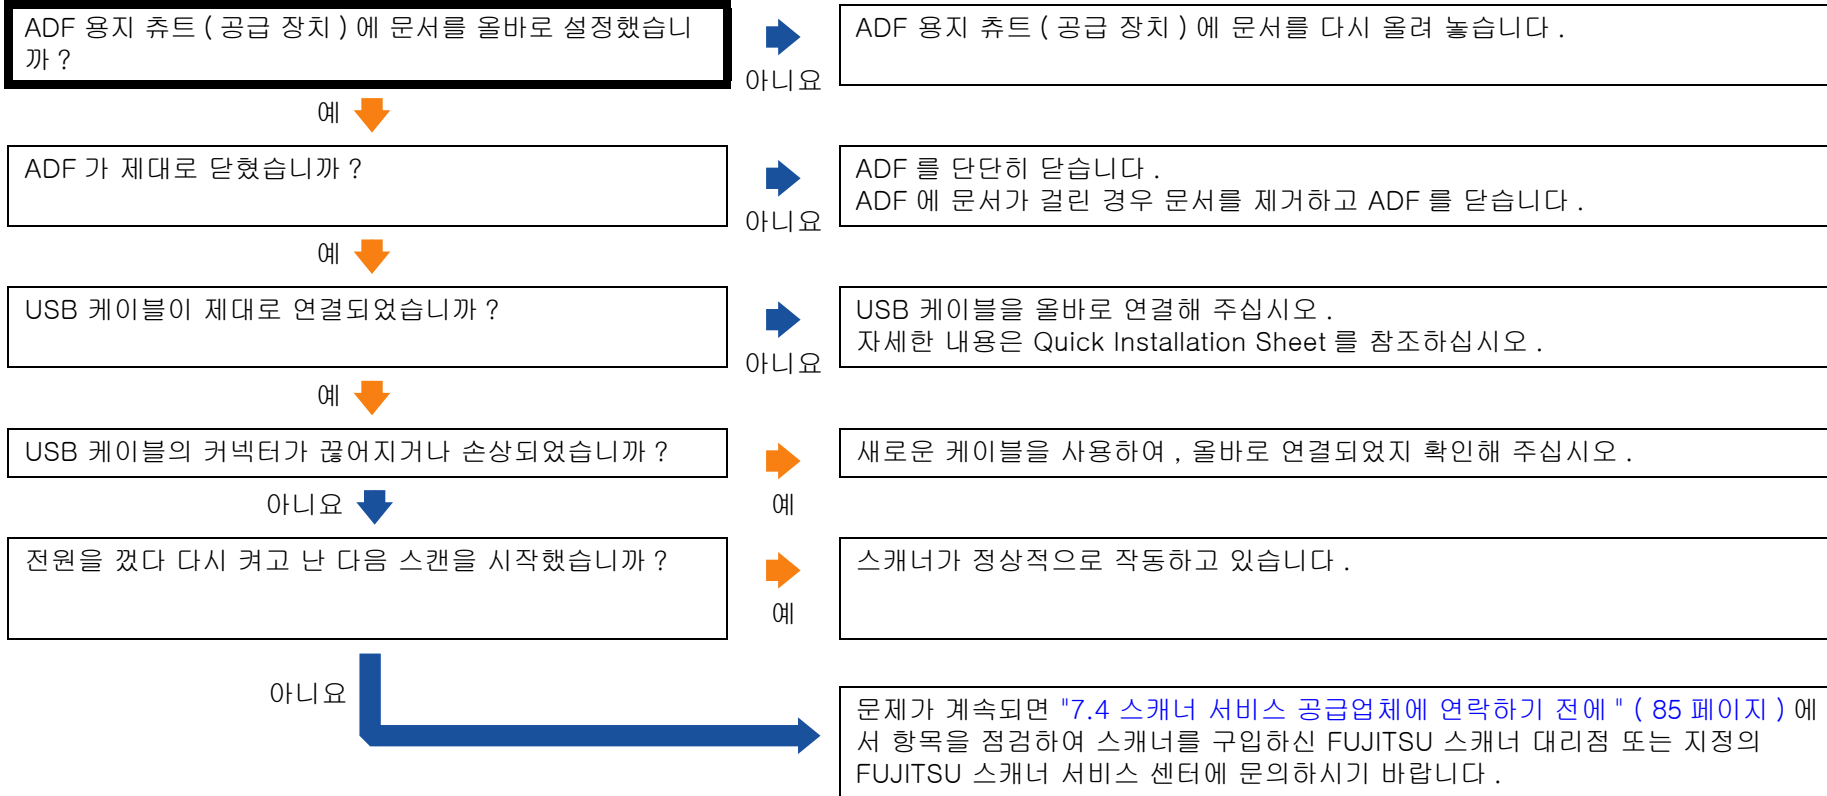 ADF 용지 츄트 ( 공급 장치 ) 에 문서를 올바로 설정했습니
까 ?
아니요
ADF 용지 츄트 ( 공급 장치 ) 에 문서를 다시 올려 놓습니다 .
예
ADF 가 제대로 닫혔습니까 ?
아니요
ADF 를 단단히 닫습니다 .
ADF 에 문서가 걸린 경우 문서를 제거하고 ADF 를 닫습니다 .
예
USB 케이블이 제대로 연결되었습니까 ?
아니요
USB 케이블을 올바로 연결해 주십시오 .
자세한 내용은 Quick Installation Sheet 를 참조하십시오 .
예
USB 케이블의 커넥터가 끊어지거나 손상되었습니까 ?
예
새로운 케이블을 사용하여 , 올바로 연결되었지 확인해 주십시오 .
아니요
전원을 껐다 다시 켜고 난 다음 스캔을 시작했습니까 ?
예
스캐너가 정상적으로 작동하고 있습니다 .
아니요
문제가 계속되면 "7.4 스캐너 서비스 공급업체에 연락하기 전에 " ( 85 페이지 ) 에
서 항목을 점검하여 스캐너를 구입하신 FUJITSU 스캐너 대리점 또는 지정의
FUJITSU 스캐너 서비스 센터에 문의하시기 바랍니다 .